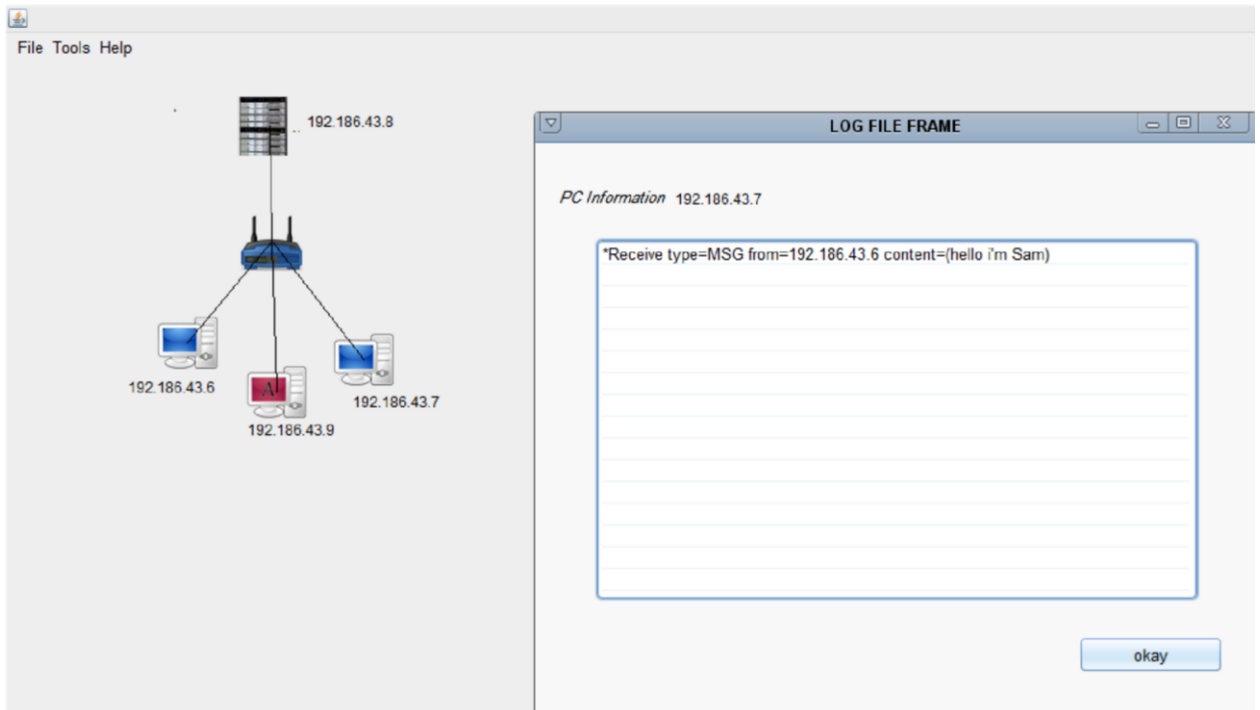 File Tools Help
192.186.43.8
192.186.43.6
A
192.186.43.9
192.186.43.7
LOG FILE FRAME
PC Information 192.186.43.7
*Receive type=MSG from=192.186.43.6 content=(hello i'm Sam)
okay